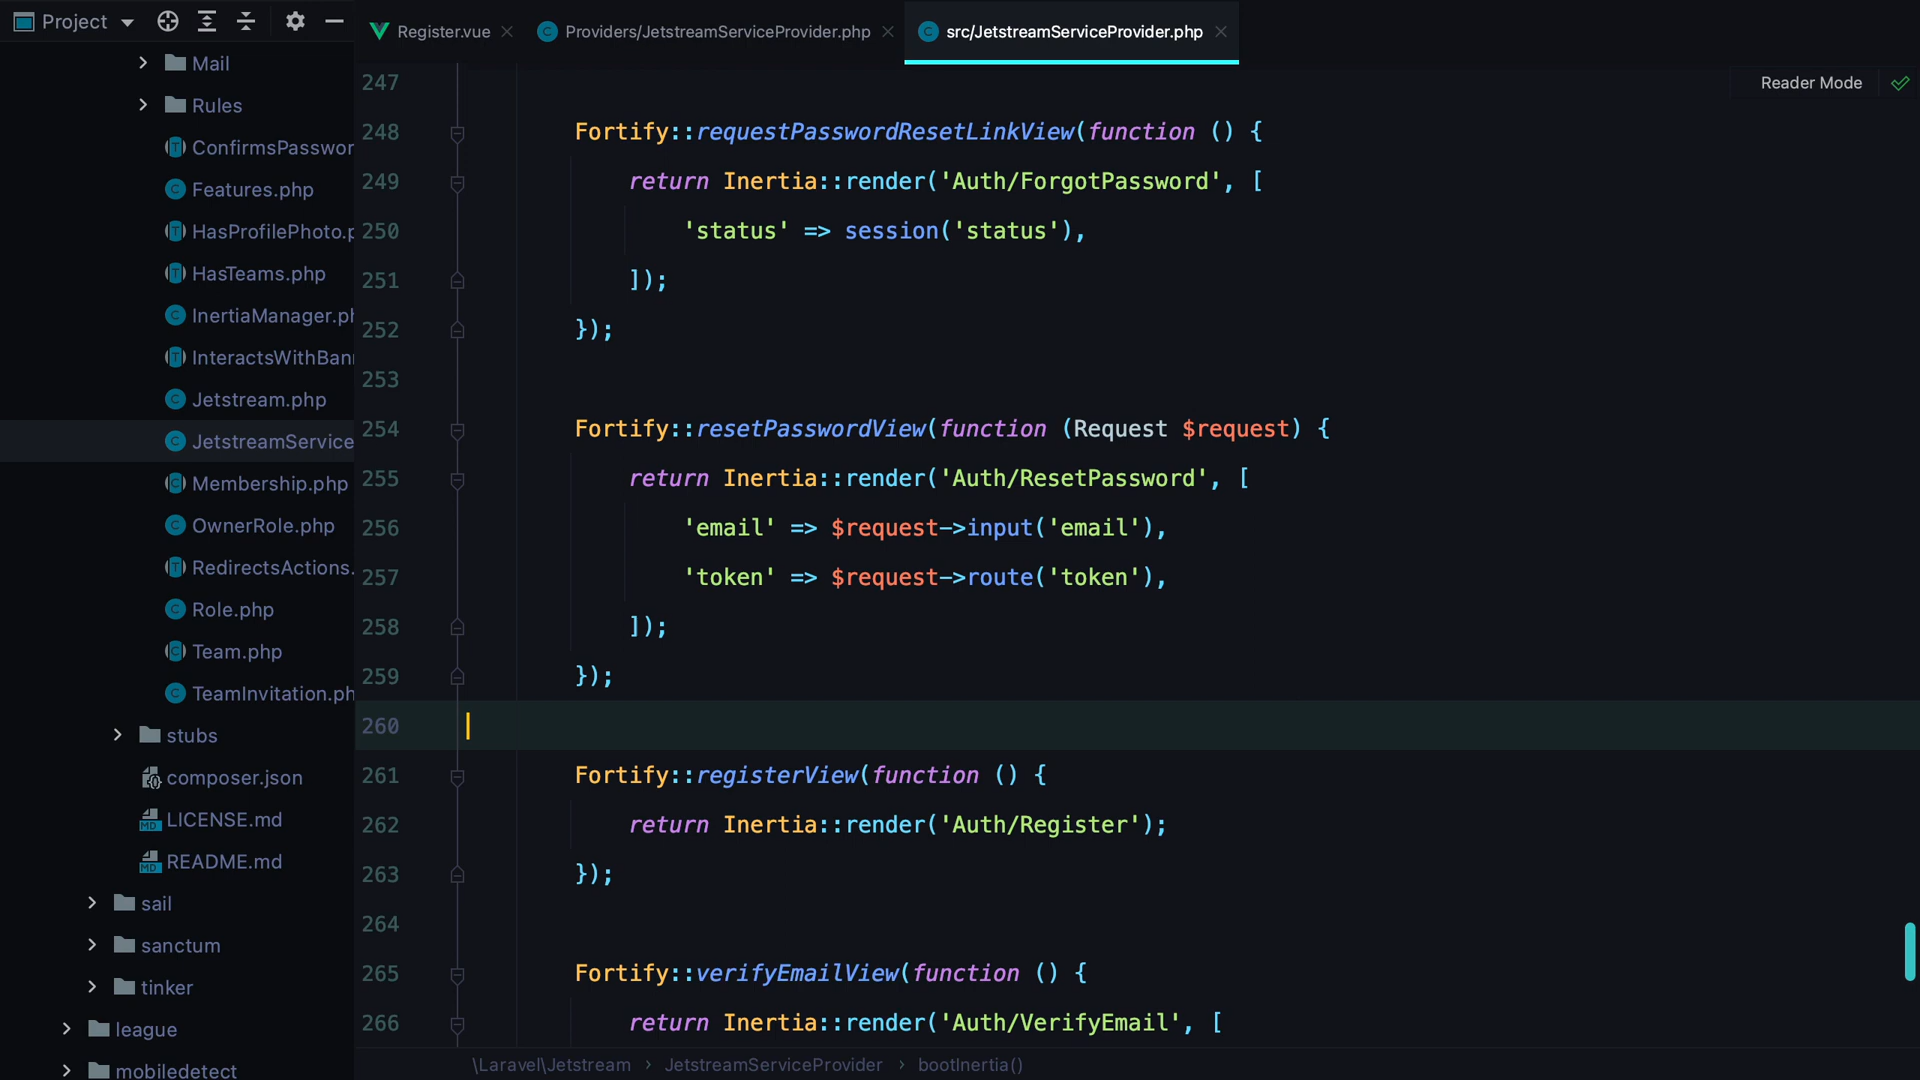 Project
Register.vue
Providers/JetstreamServiceProvider.php
src/JetstreamServiceProvider.php
Reader Mode
Mail
Rules
ConfirmsPasswor
Features.php
HasProfilePhoto.p
HasTeams.php
InertiaManager.ph
InteractsWithBann
Jetstream.php
JetstreamService
Membership.php
OwnerRole.php
RedirectsActions.
Role.php
Team.php
TeamInvitation.ph
stubs
composer.json
LICENSE.md
README.md
sail
sanctum
tinker
league
mobiledetect
247
248 Fortify::requestPasswordResetLinkView(function () {
249 return Inertia::render('Auth/ForgotPassword', [
250 'status' => session('status'),
251 ]);
252 });
253
254 Fortify::resetPasswordView(function (Request $request) {
255 return Inertia::render('Auth/ResetPassword', [
256 'email' => $request->input('email'),
257 'token' => $request->route('token'),
258 ]);
259 });
260
261 Fortify::registerView(function () {
262 return Inertia::render('Auth/Register');
263 });
264
265 Fortify::verifyEmailView(function () {
266 return Inertia::render('Auth/VerifyEmail', [
\Laravel\Jetstream › JetstreamServiceProvider › bootInertia()